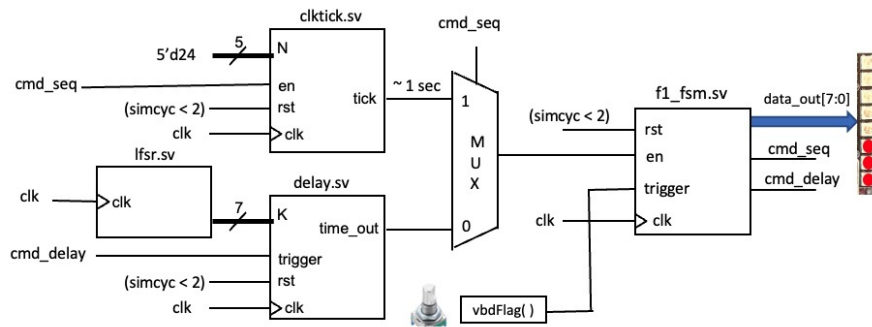 clktick.sv
cmd_seq
5'd24
5
N
cmd_seq
en
(simcyc < 2)
rst
tick
~ 1 sec
1
clk
clk
f1_fsm.sv
data_out[7:0]
(simcyc < 2)
rst
cmd_seq
en
M
U
X
lfsr.sv
delay.sv
clk
clk
7
K
time_out
0
trigger
cmd_delay
clk
clk
cmd_delay
trigger
(simcyc < 2)
rst
clk
clk
vbdFlag( )